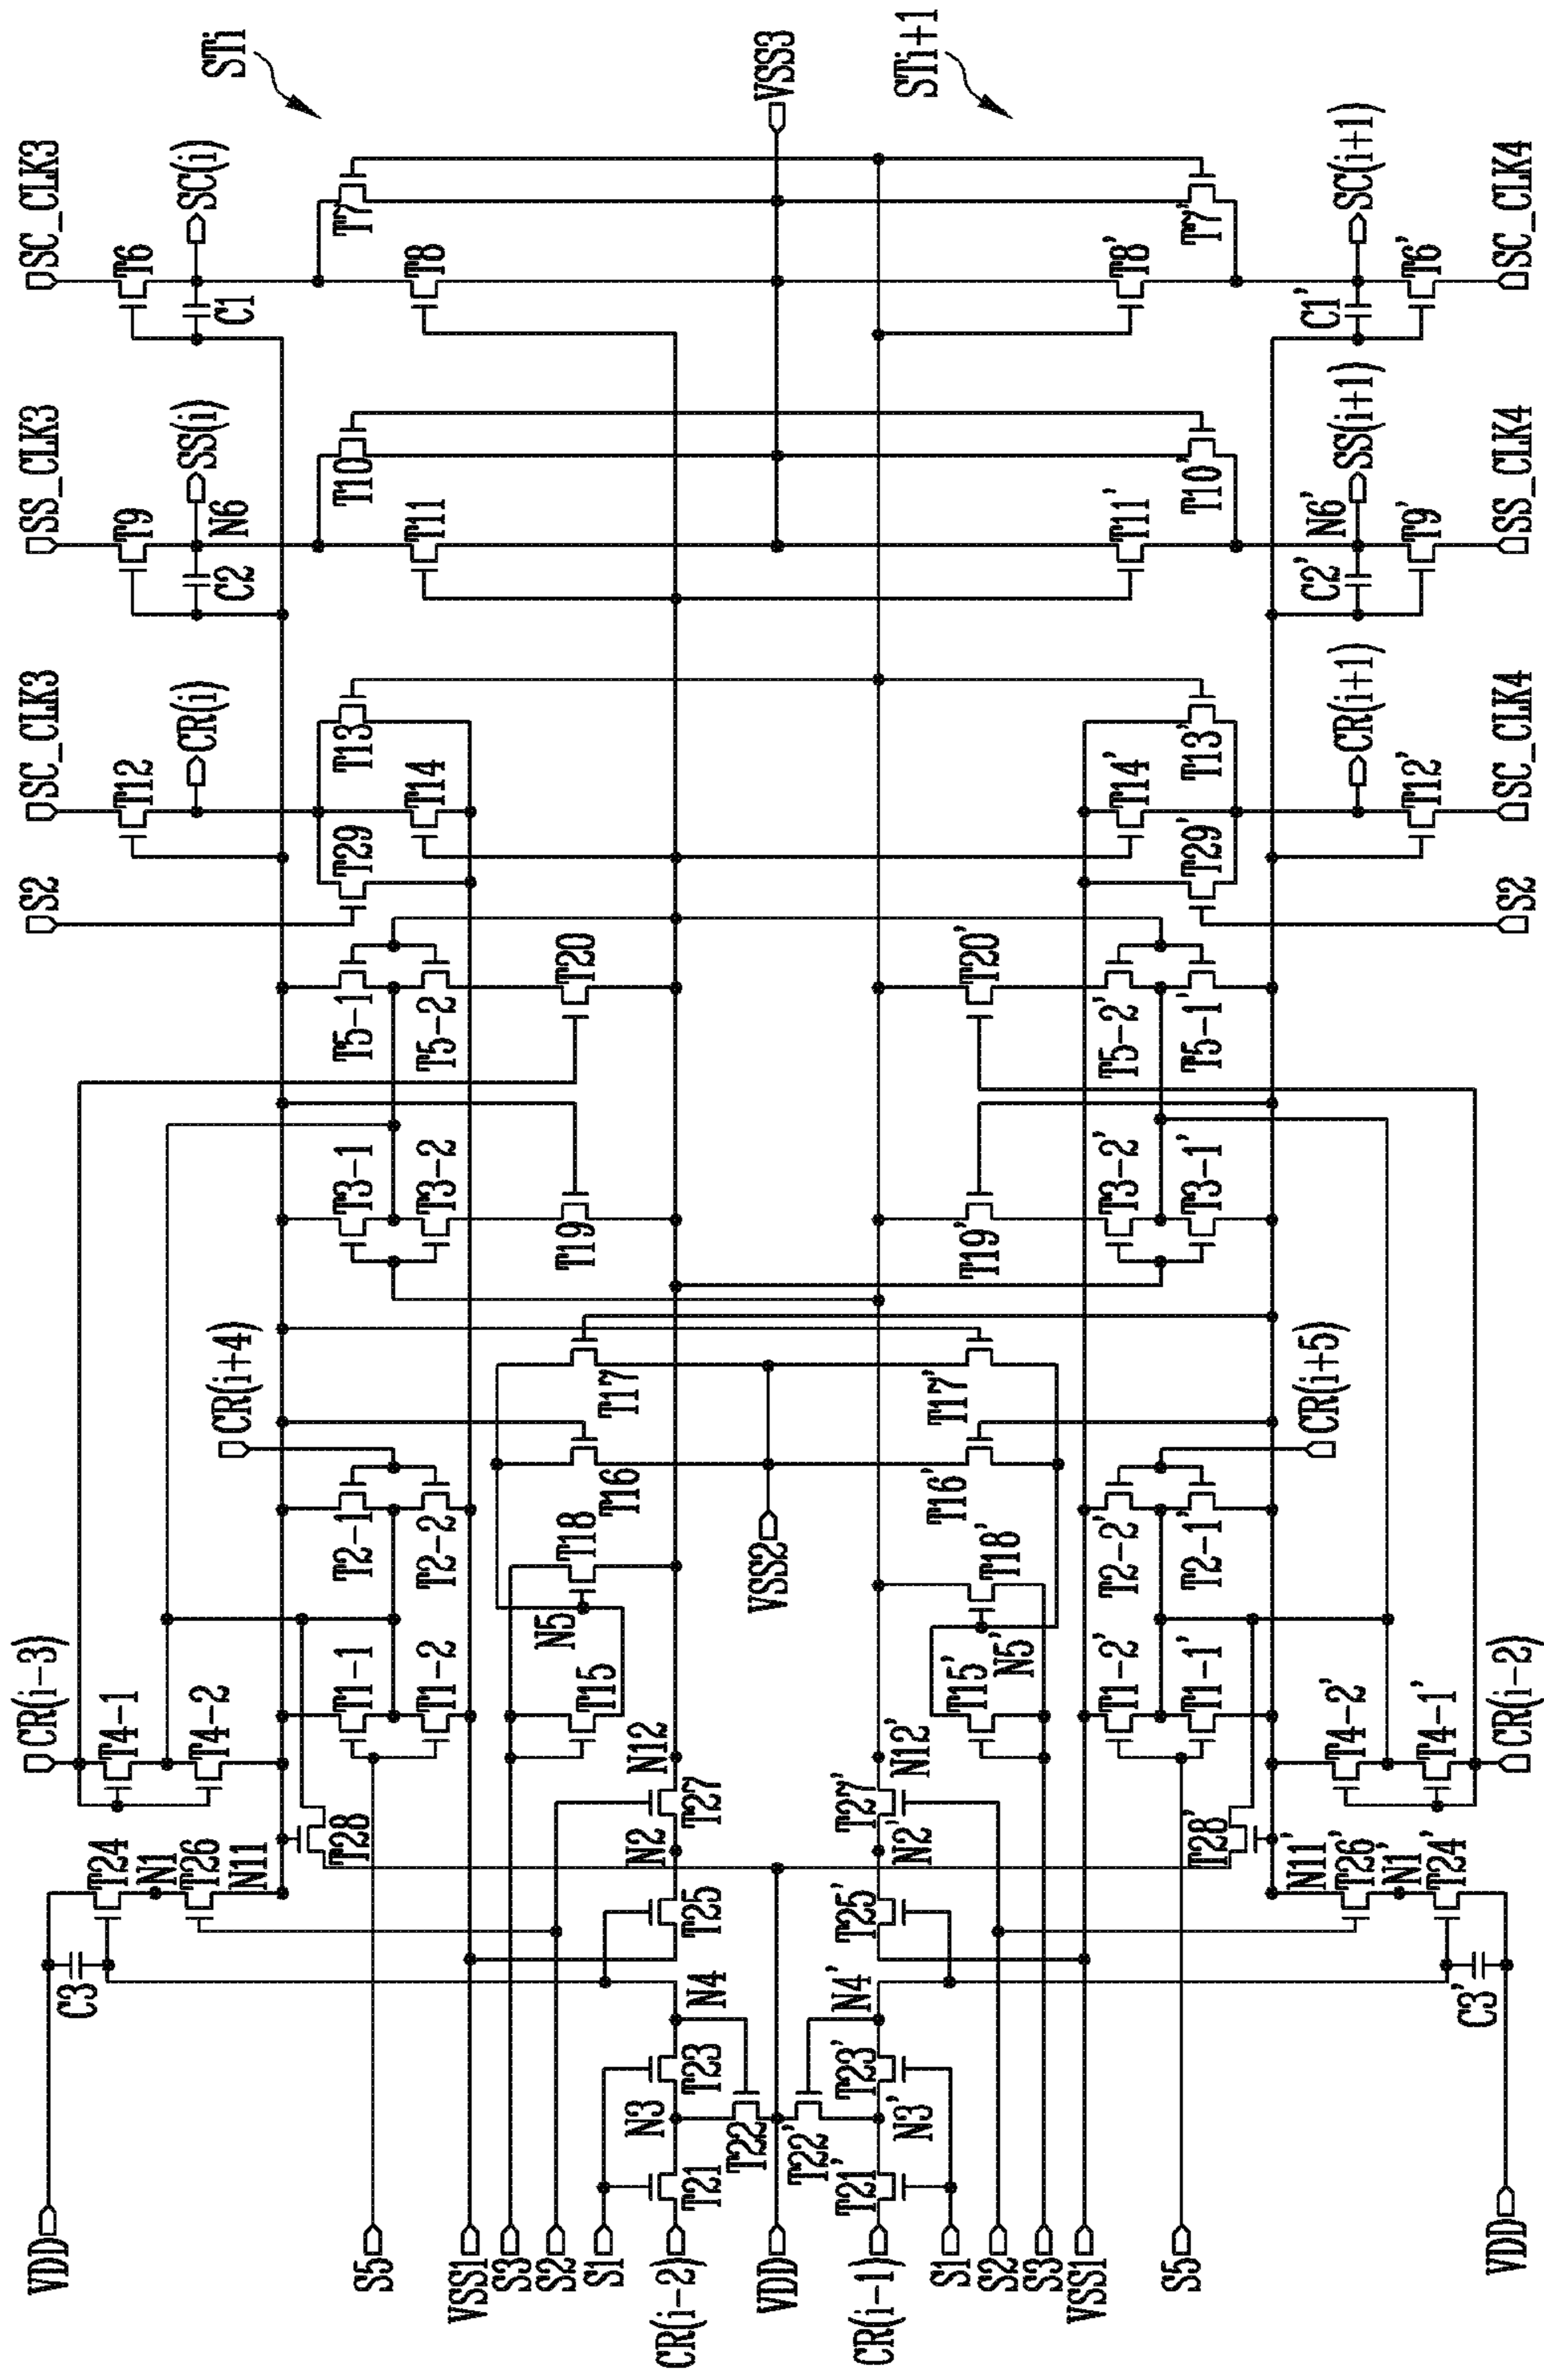 VDD
CR(i-3)
S2
SC_CLK3
SS_CLK3
SC_CLK3
C3
T24
T4-1
T12
T9
T6
N1
T26
T4-2
CR(i)
SS(i)
SC(i)
STi
N11
CR(i+4)
C2
N6
C1
T28
T1-1
T2-1
T3-1
T5-1
T29
T13
T10
T7
S5
T1-2
T2-2
T3-2
T5-2
T14
T11
T8
VSS1
S3
S2
N5
T18
T15
T19
T20
S1
T16
T17
N3
N2
N12
CR(i-2)
T21
T23
T25
T27
N4
T22
VDD
VSS2
VSS3
T22'
CR(i-1)
T21'
T23'
N4'
T25'
T27'
N3'
N2'
N12'
STi+1
S1
T15'
T16'
T17'
T19'
T20'
S2
N5'
T18'
S3
VSS1
T1-2'
T2-2'
T3-2'
T5-2'
T14'
T11'
T8'
S5
T28'
T1-1'
T2-1'
T3-1'
T5-1'
T29'
T13'
T10'
T7'
N11'
CR(i+5)
C2'
N6'
C1'
T26'
T4-2'
CR(i+1)
SS(i+1)
SC(i+1)
N1'
T24'
T4-1'
T12'
T9'
T6'
C3'
VDD
CR(i-2)
S2
SC_CLK4
SS_CLK4
SC_CLK4